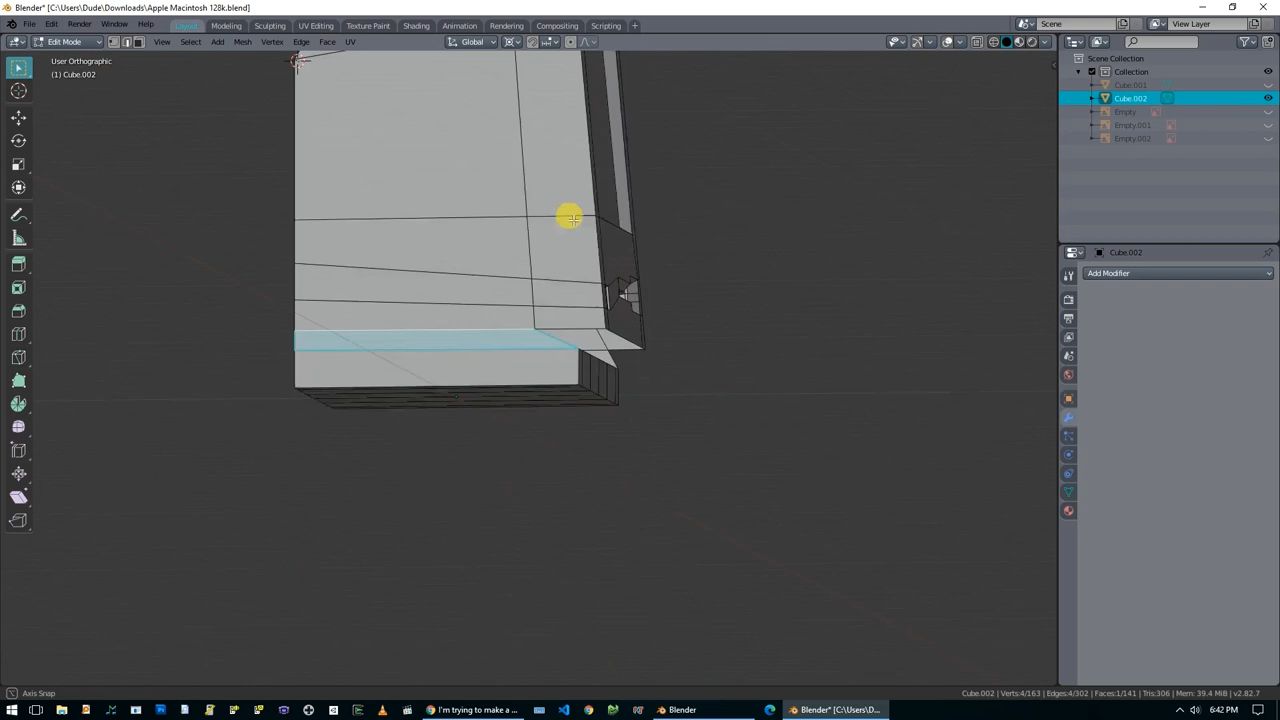 Blender* [C:\Users\Dude\Downloads\Apple Macintosh 128k.blend]
File Edit Render Window Help Layout Modeling Sculpting UV Editing Texture Paint Shading Animation Rendering Compositing Scripting + Scene View Layer
Edit Mode View Select Add Mesh Vertex Edge Face UV Global
User Orthographic
(1) Cube.002
Scene Collection
Collection
Cube.001
Cube.002
Empty
Empty.001
Empty.002
Cube.002
Add Modifier
Axis Snap
Cube.002 | Verts:4/163 | Edges:4/302 | Faces:1/141 | Tris:306 | Mem: 39.4 MiB | v2.82.7
I'm trying to make a ... Blender Blender* [C:\Users\D... 6:42 PM